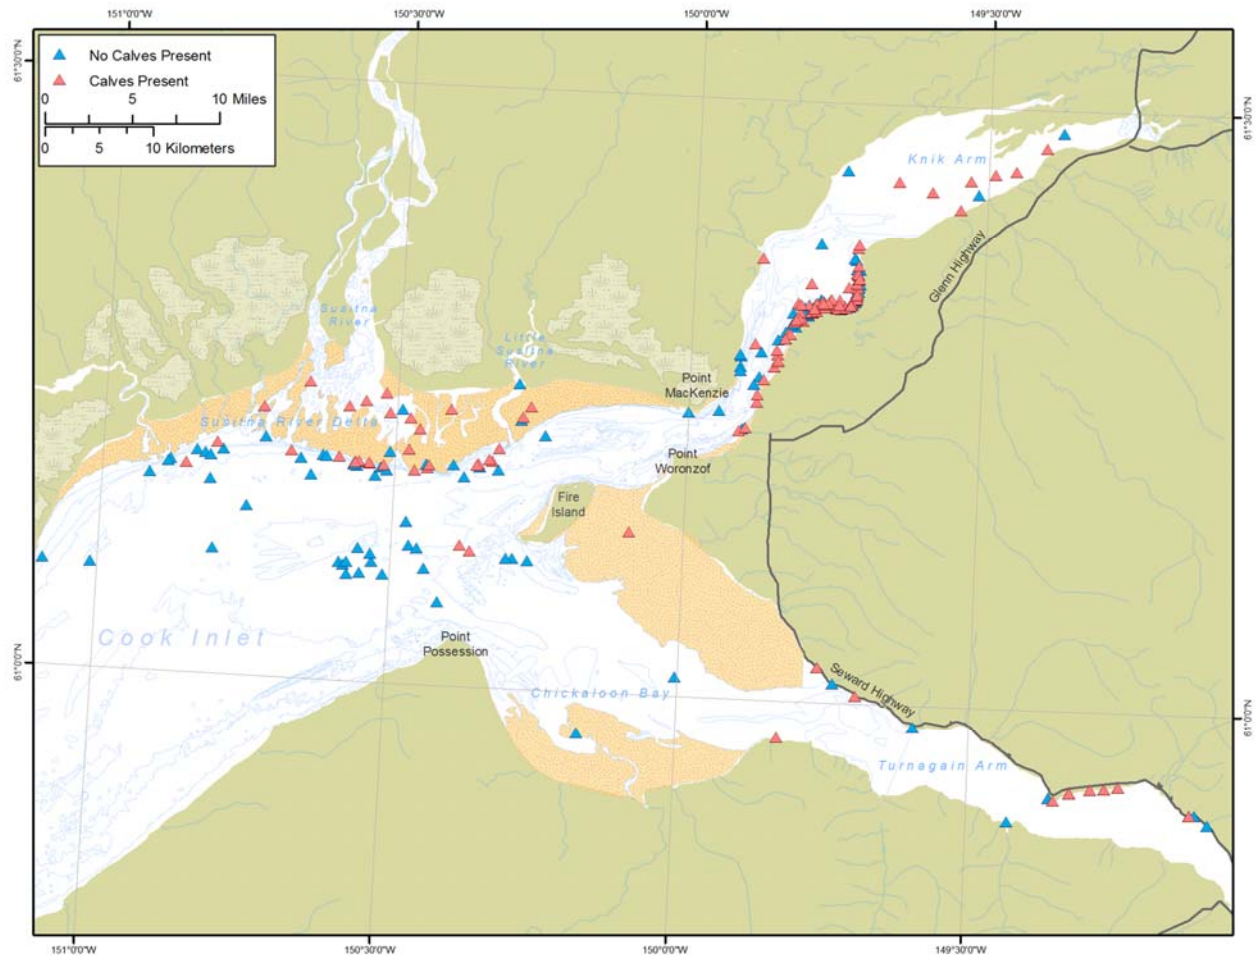 151°0'0"W
150°30'0"W
150°0'0"W
149°30'0"W
No Calves Present
Calves Present
0 5 10 Miles
0 5 10 Kilometers
61°30'0"N
61°30'0"N
Knik Arm
Glenn Highway
Susitna
River
Little
Susitna
River
Point
MacKenzie
Susitna River Delta
Point
Woronzof
Fire
Island
Cook Inlet
Point
Possession
61°0'0"N
61°0'0"N
Seward Highway
Chickaloon Bay
Turnagain Arm
151°0'0"W
150°30'0"W
150°0'0"W
149°30'0"W